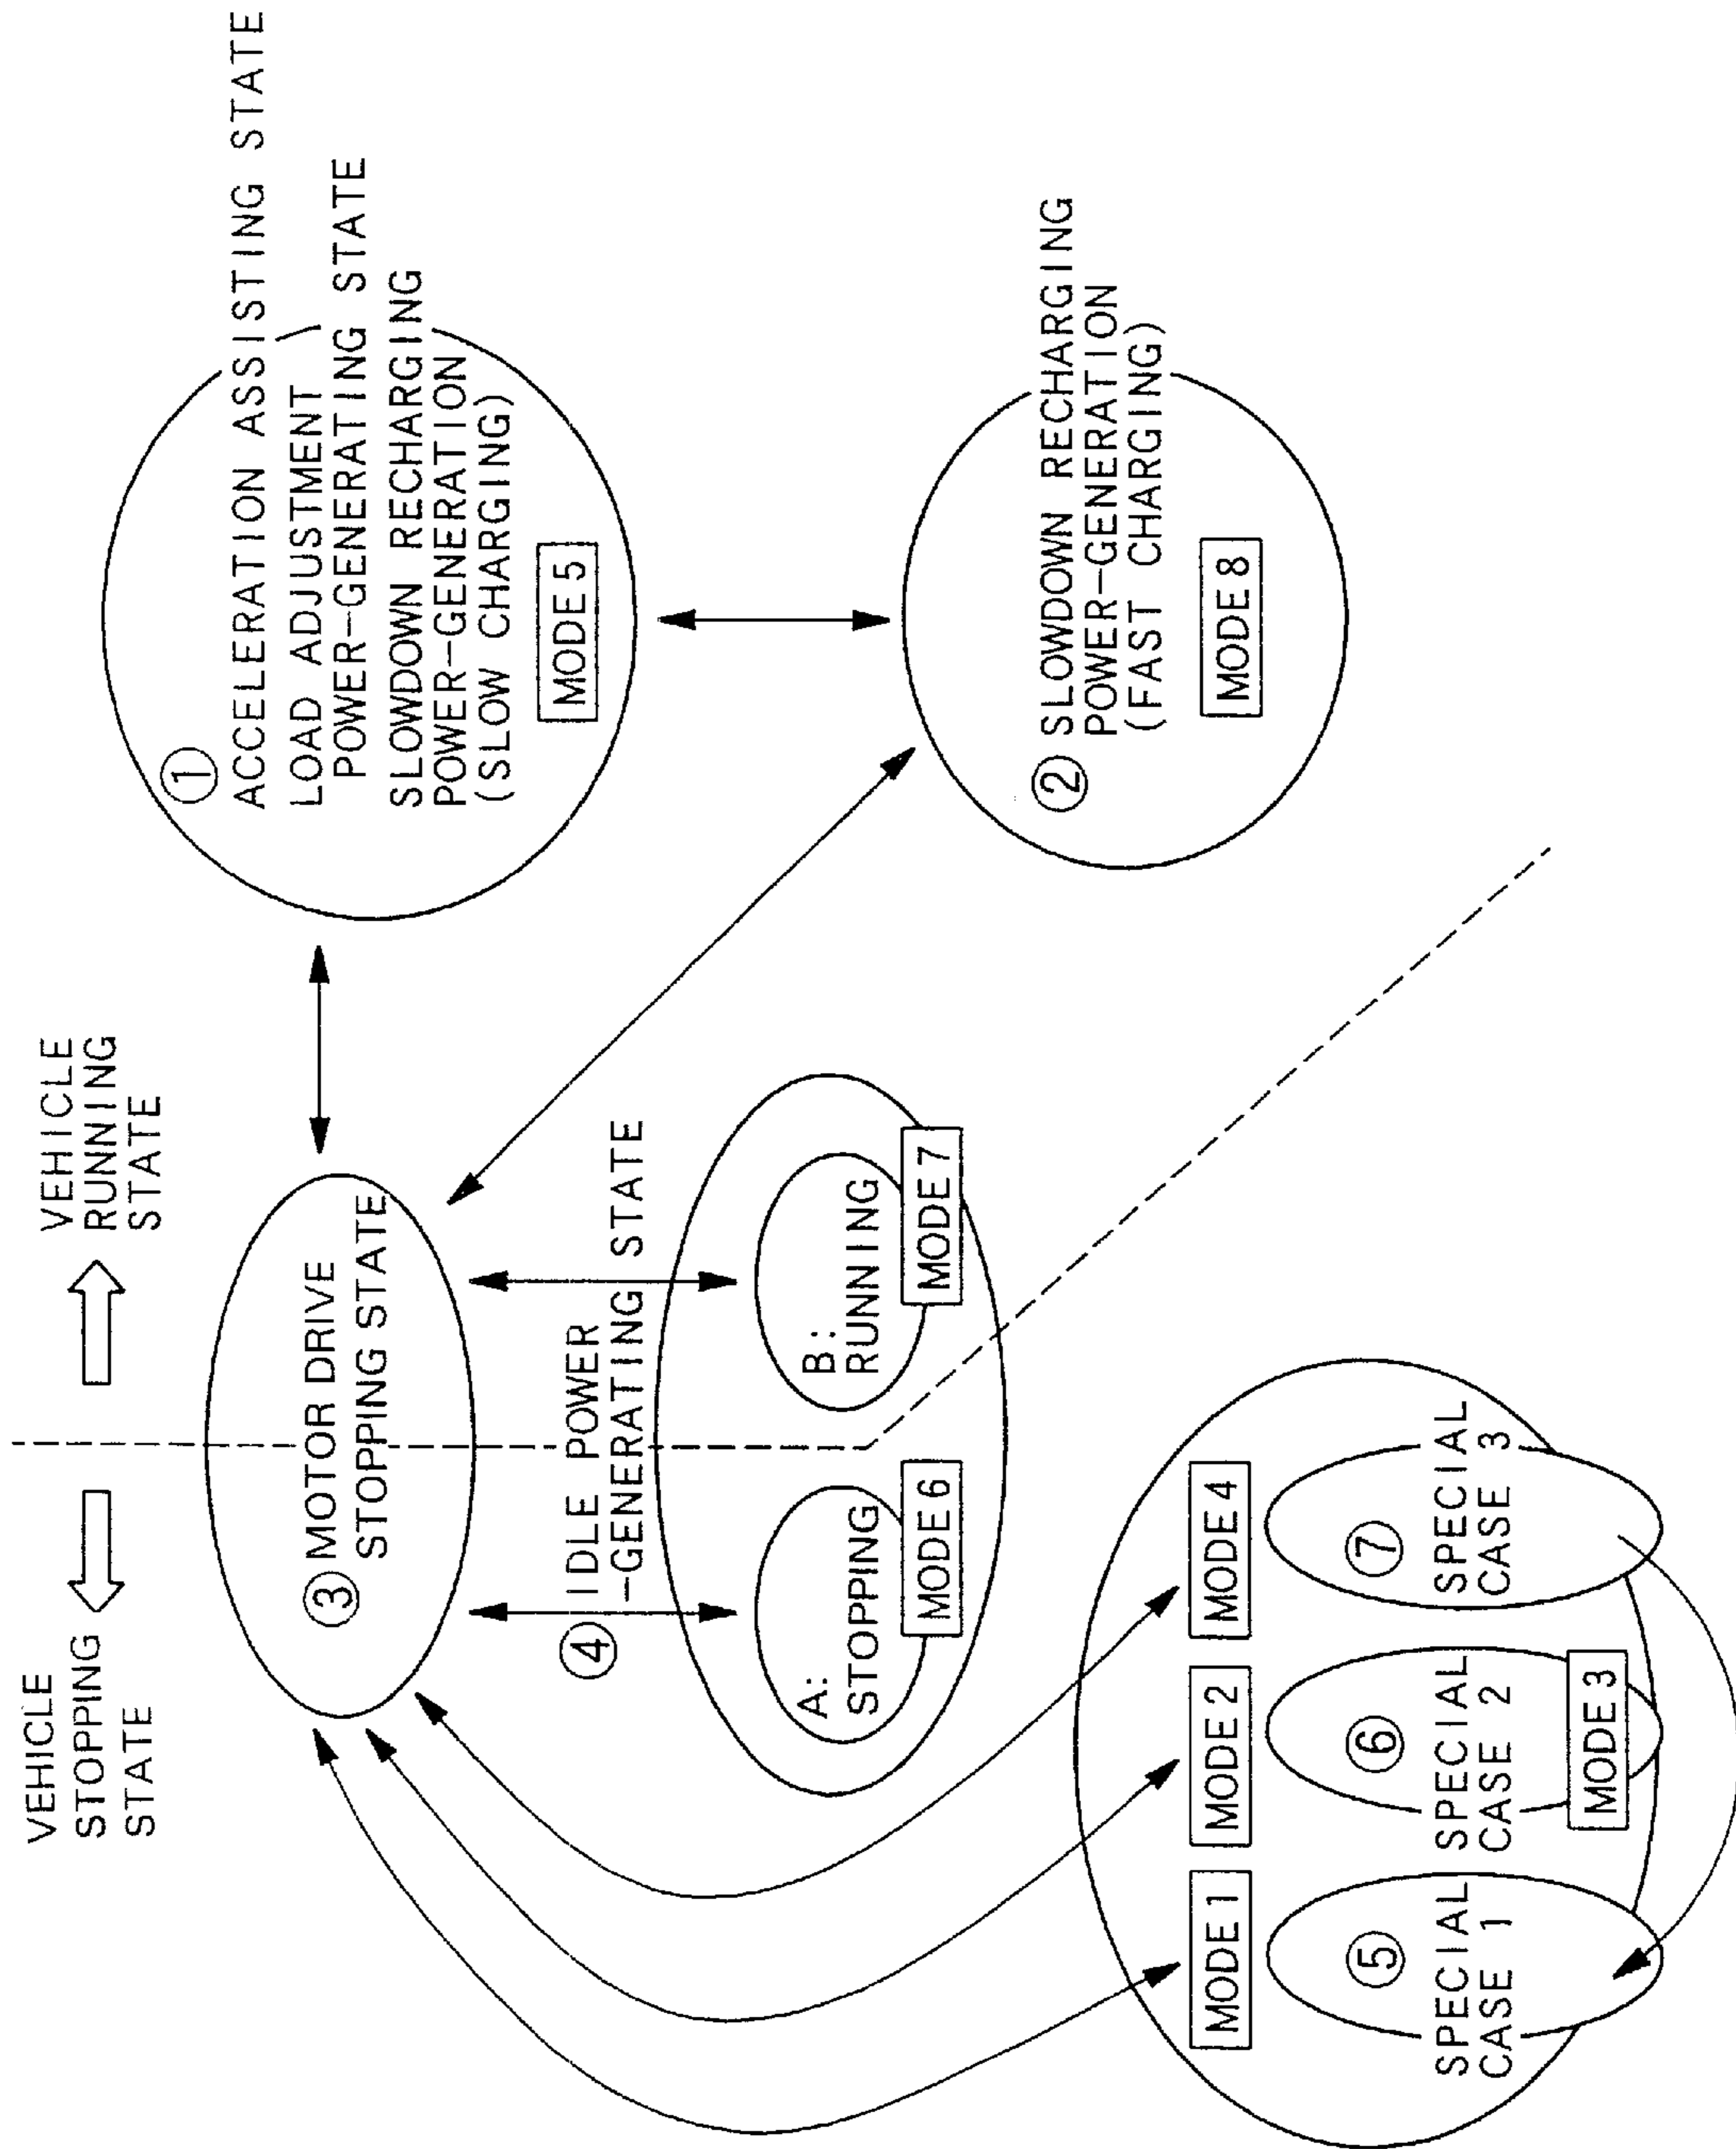 VEHICLE
STOPPING
STATE
VEHICLE
RUNNING
STATE
③ MOTOR DRIVE
STOPPING STATE
①
ACCELERATION ASSISTING STATE
LOAD ADJUSTMENT
POWER-GENERATING STATE
SLOWDOWN RECHARGING
POWER-GENERATION
(SLOW CHARGING)
MODE 5
④ IDLE POWER
-GENERATING STATE
A:
STOPPING
MODE 6
B:
RUNNING
MODE 7
② SLOWDOWN RECHARGING
POWER-GENERATION
(FAST CHARGING)
MODE 8
MODE 1
MODE 2
MODE 4
⑤
SPECIAL
CASE 1
⑥
SPECIAL
CASE 2
MODE 3
⑦
SPECIAL
CASE 3